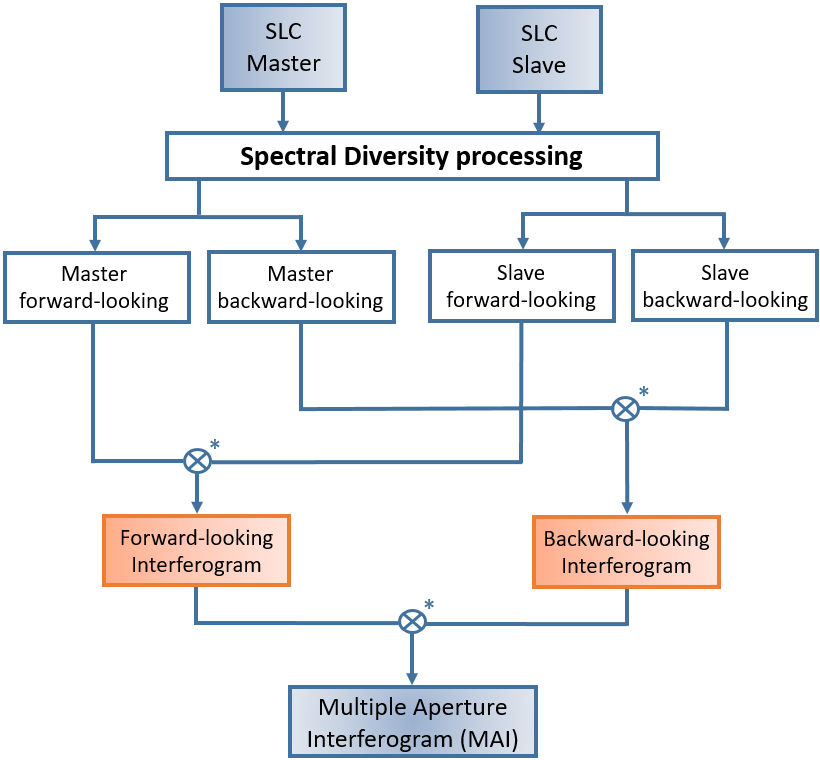 SLC
Master
SLC
Slave
Spectral Diversity processing
Master
forward-looking
Master
backward-looking
Slave
forward-looking
Slave
backward-looking
*
*
Forward-looking
Interferogram
Backward-looking
Interferogram
*
Multiple Aperture
Interferogram (MAI)